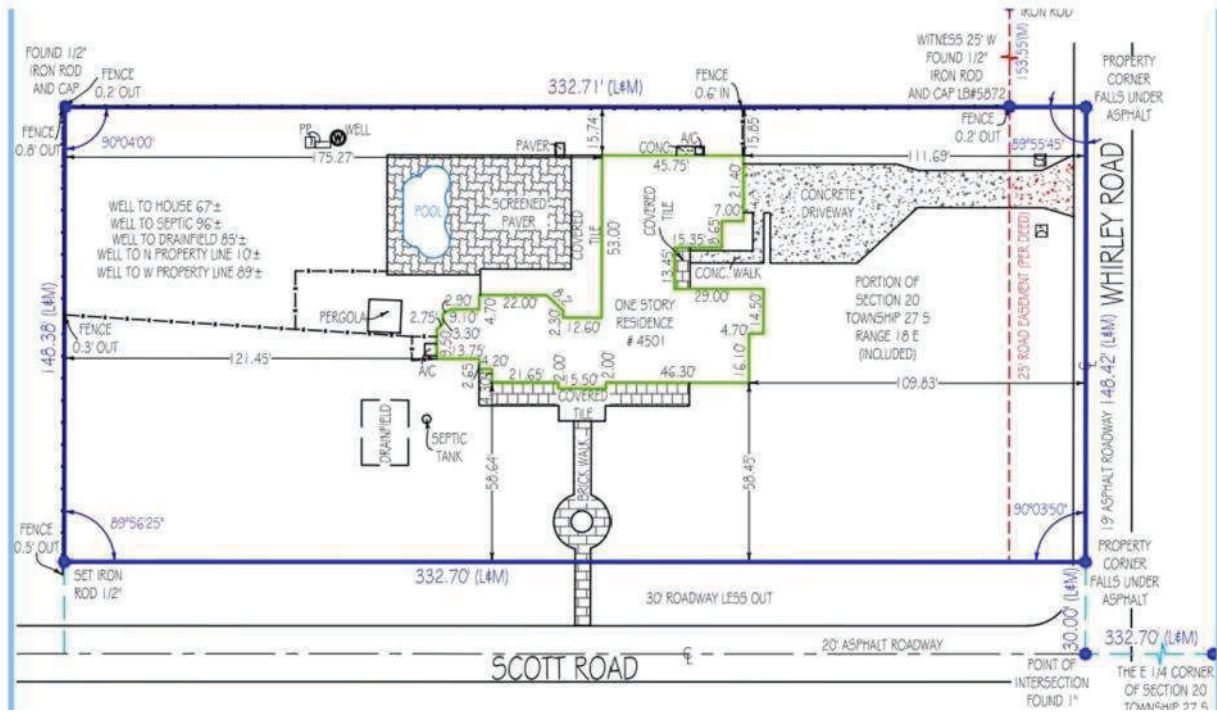 IRON ROD
WITNESS 25' W
FOUND 1/2"
IRON ROD
AND CAP LB#5872
153.55'(M)
PROPERTY
CORNER
FALLS UNDER
ASPHALT
FOUND 1/2"
IRON ROD
AND CAP
FENCE
0.2' OUT
332.71' (L&M)
FENCE
0.6' IN
FENCE
0.2' OUT
FENCE
0.8' OUT
90°04'00"
PP
WELL
175.27'
PAVER
15.74'
CONC.
A/C
45.75'
15.85'
111.69'
89°55'45"
WELL TO HOUSE 67'±
WELL TO SEPTIC 96'±
WELL TO DRAINFIELD 85'±
WELL TO N PROPERTY LINE 10'±
WELL TO W PROPERTY LINE 89'±
POOL
SCREENED
PAVER
COVERED
TILE
53.00'
COVERED
TILE
21.40'
7.00'
8.65'
15.35'
13.45'
CONC. WALK
CONCRETE
DRIVEWAY
25' ROAD EASEMENT (PER DEED)
WHIRLEY ROAD
148.38' (L&M)
PERGOLA
FENCE
0.3' OUT
121.45'
A/C
2.90'
9.10'
2.75'
3.30'
9.50'
13.75'
4.70'
22.00'
2.30'
12.60'
ONE STORY
RESIDENCE
# 4501
29.00'
14.50'
4.70'
16.10'
PORTION OF
SECTION 20
TOWNSHIP 27 S
RANGE 18 E
(INCLUDED)
2.65'
4.20'
4.30'
21.65'
2.00'
15.50'
2.00'
46.30'
109.83'
COVERED
TILE
148.42' (L&M)
19' ASPHALT ROADWAY
DRAINFIELD
SEPTIC
TANK
58.64'
BRICK WALK
58.45'
89°56'25"
90°03'50"
FENCE
0.5' OUT
SET IRON
ROD 1/2"
332.70' (L&M)
PROPERTY
CORNER
FALLS UNDER
ASPHALT
30' ROADWAY LESS OUT
30.00' (L&M)
20' ASPHALT ROADWAY
332.70' (L&M)
SCOTT ROAD
POINT OF
INTERSECTION
FOUND 1"
THE E 1/4 CORNER
OF SECTION 20
TOWNSHIP 27 S